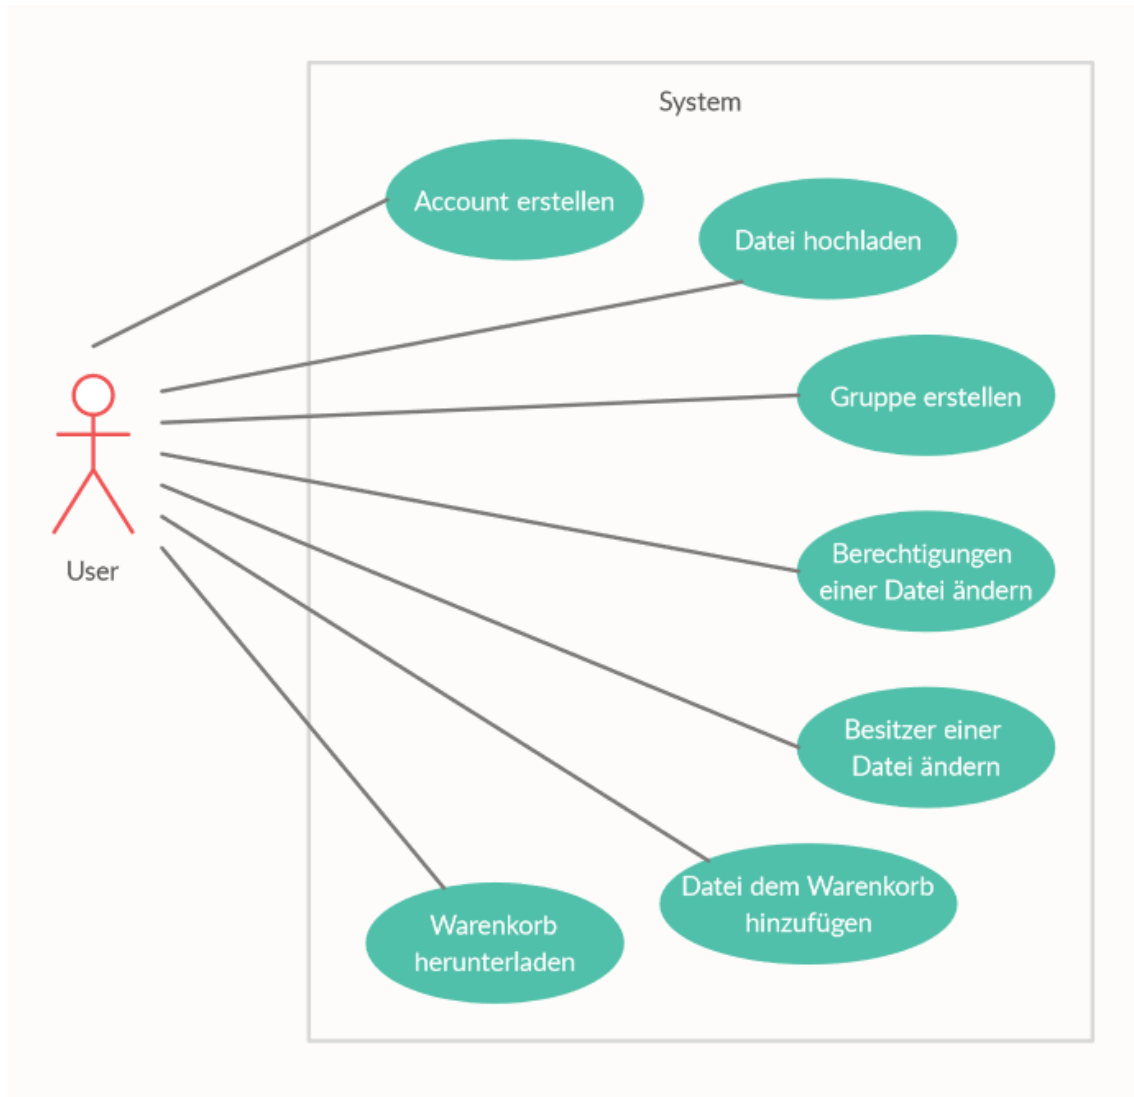 System
Account erstellen
Datei hochladen
Gruppe erstellen
Berechtigungen
einer Datei ändern
User
Besitzer einer
Datei ändern
Datei dem Warenkorb
hinzufügen
Warenkorb
herunterladen